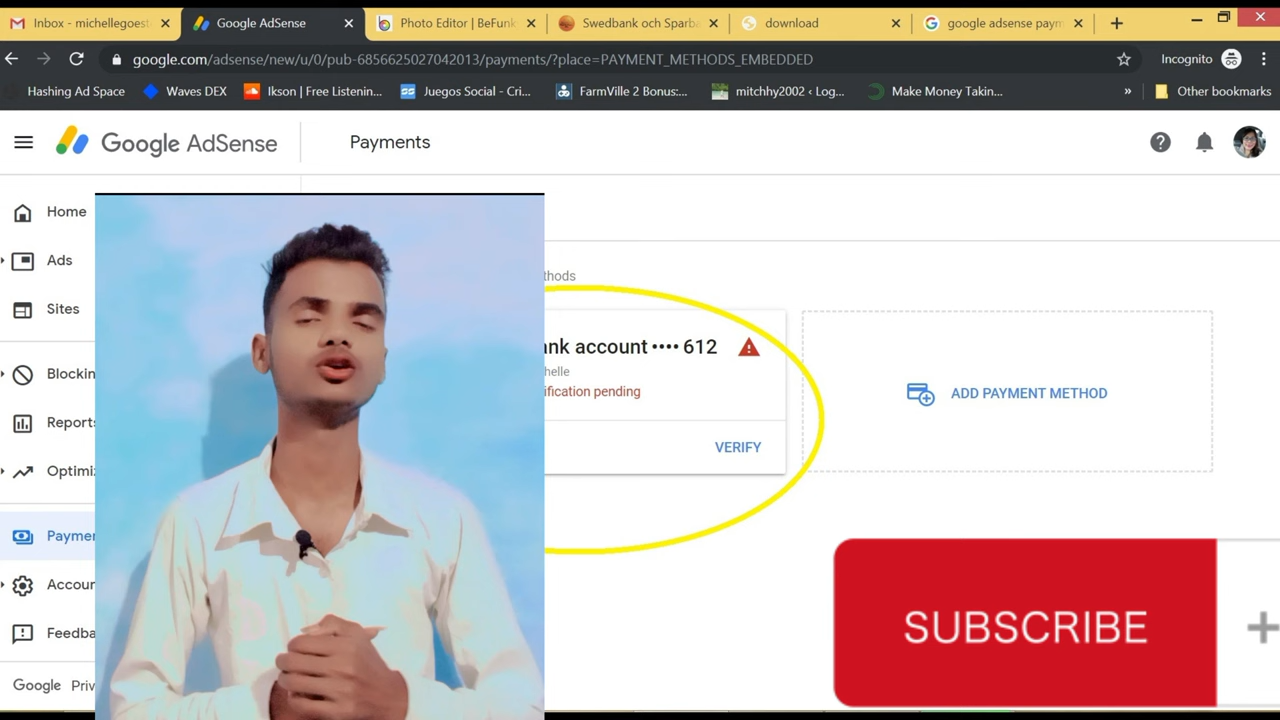 Inbox - michellegoest
Google AdSense
Photo Editor | BeFunk
Swedbank och Sparba
download
google adsense paym
google.com/adsense/new/u/0/pub-6856625027042013/payments/?place=PAYMENT_METHODS_EMBEDDED
Incognito
Hashing Ad Space
Waves DEX
Ikson | Free Listenin...
Juegos Social - Cri...
FarmVille 2 Bonus:...
mitchhy2002 ‹ Log...
Make Money Takin...
»
Other bookmarks
Google AdSense
Payments
Home
Ads
Sites
Blockin
Reports
Optimiz
Paymen
Accoun
Feedba
Google Priv
thods
ank account •••• 612
helle
ification pending
VERIFY
ADD PAYMENT METHOD
SUBSCRIBE